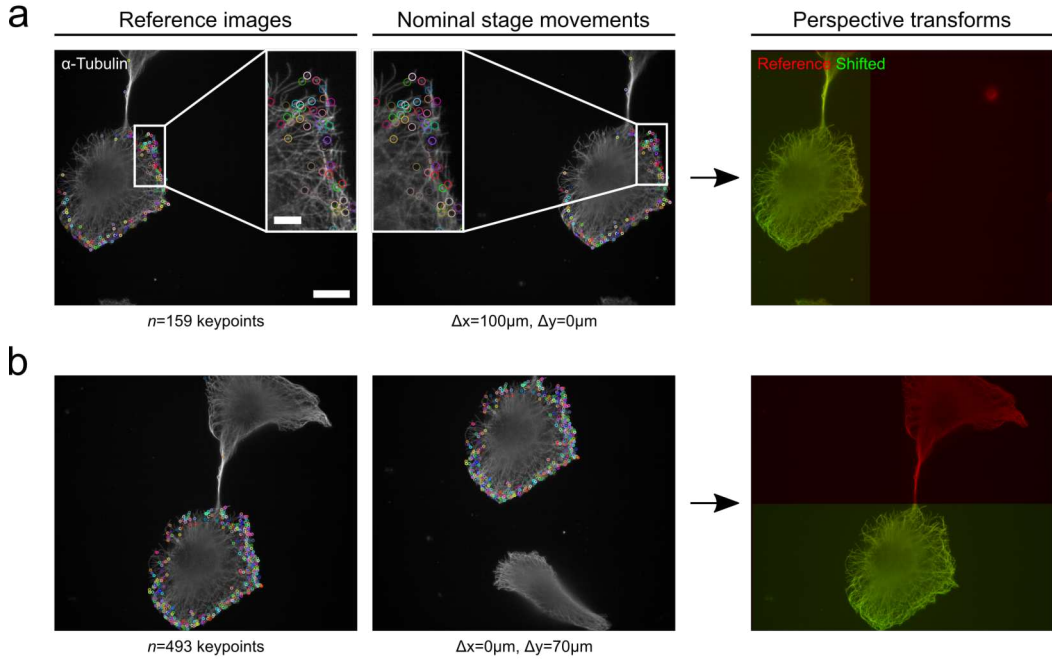 a
Reference images
Nominal stage movements
Perspective transforms
α-Tubulin
Reference Shifted
n=159 keypoints
Δx=100μm, Δy=0μm
b
n=493 keypoints
Δx=0μm, Δy=70μm